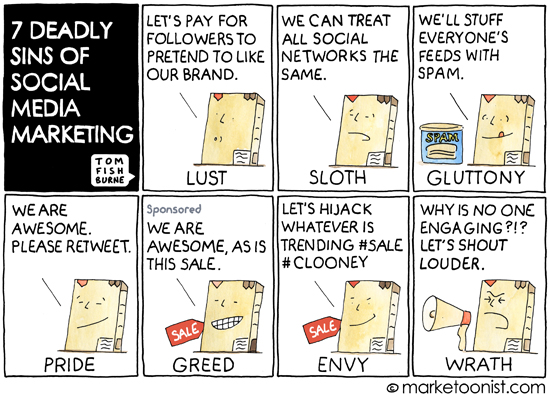 7 DEADLY
SINS OF
SOCIAL
MEDIA
MARKETING
TOM
FISH
BURNE
LET'S PAY FOR
FOLLOWERS TO
PRETEND TO LIKE
OUR BRAND.
LUST
WE CAN TREAT
ALL SOCIAL
NETWORKS THE
SAME.
SLOTH
WE'LL STUFF
EVERYONE'S
FEEDS WITH
SPAM.
SPAM
GLUTTONY
WE ARE
AWESOME.
PLEASE RETWEET.
PRIDE
Sponsored
WE ARE
AWESOME, AS IS
THIS SALE.
SALE
GREED
LET'S HIJACK
WHATEVER IS
TRENDING #SALE
#CLOONEY
SALE
ENVY
WHY IS NO ONE
ENGAGING?!?
LET'S SHOUT
LOUDER.
WRATH
© marketoonist.com